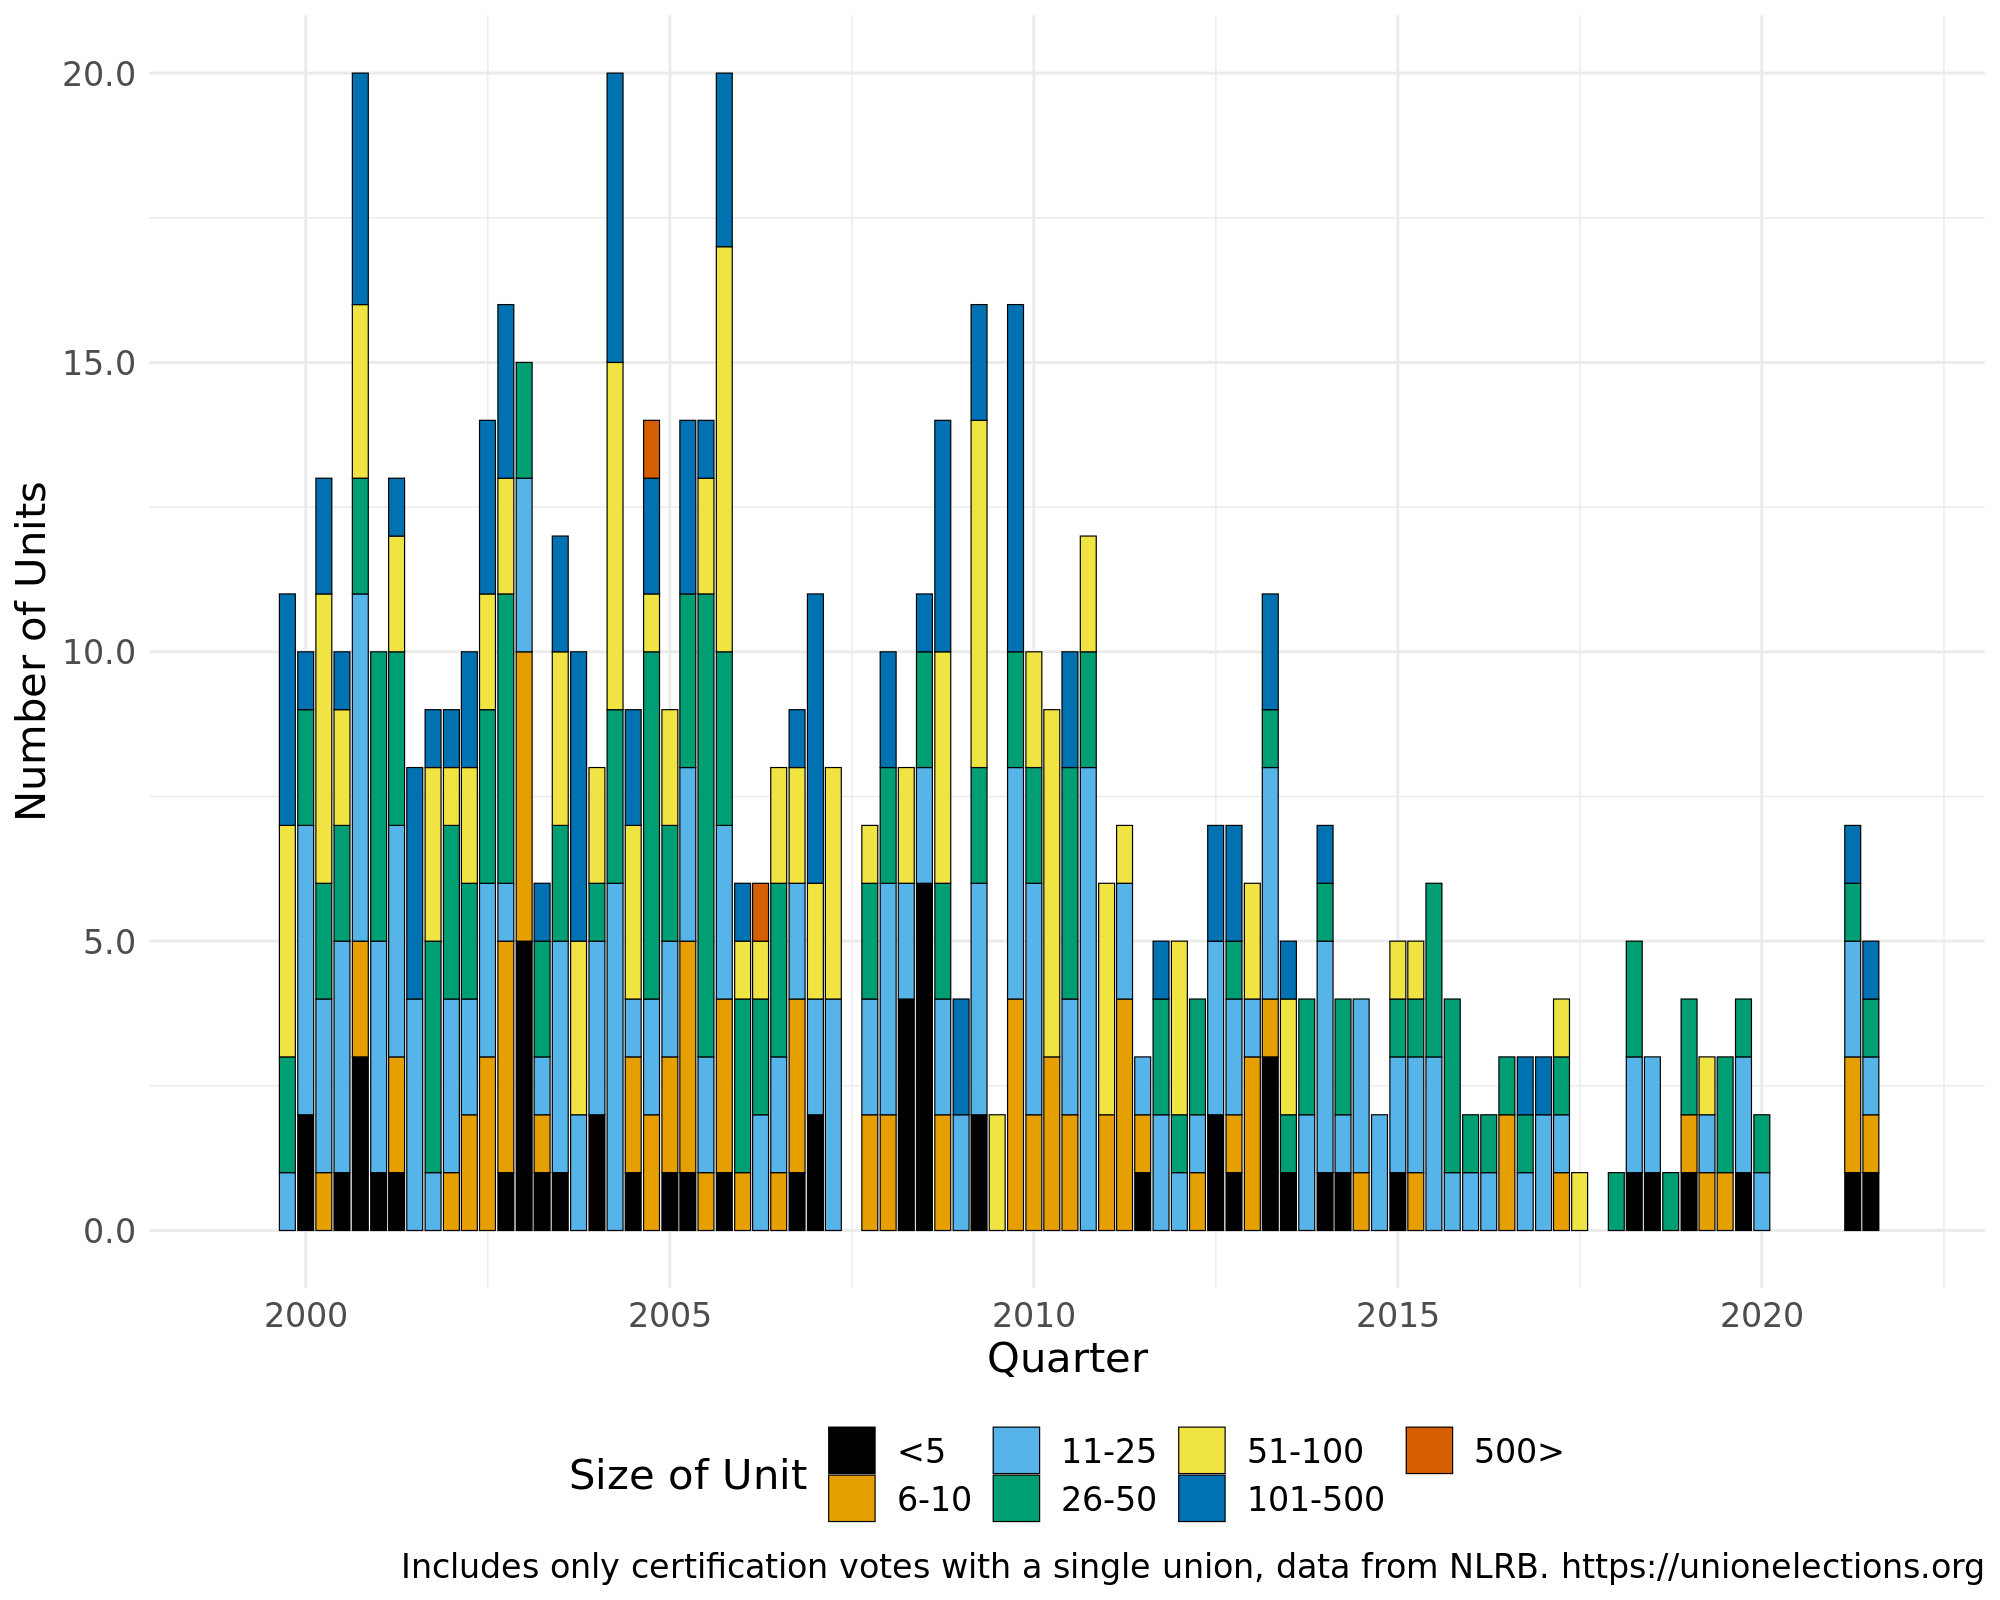 20.0
15.0
10.0
5.0
0.0
Number of Units
2000 2005 2010 2015 2020
Quarter
Size of Unit
<5 11-25 51-100 500>
6-10 26-50 101-500
Includes only certification votes with a single union, data from NLRB. https://unionelections.org